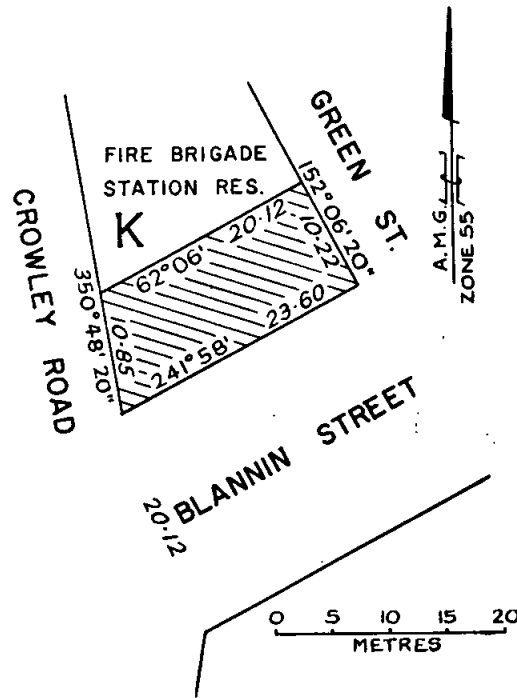 GREEN ST.
FIRE BRIGADE
STATION RES.
K
CROWLEY ROAD
62°06' 20·12
152°06'20"
10·22
350°48'20"
10·85
241°58' 23·60
BLANNIN STREET
20·12
A.M.G.
ZONE 55
0 5 10 15 20
METRES